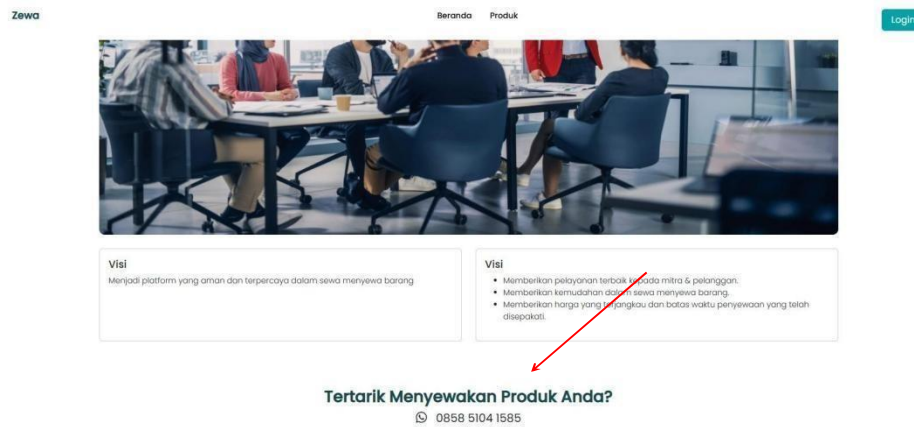 Zewa
Beranda Produk
Login
Visi
Menjadi platform yang aman dan terpercaya dalam sewa menyewa barang
Visi
• Memberikan pelayanan terbaik kepada mitra & pelanggan.
• Memberikan kemudahan dalam sewa menyewa barang.
• Memberikan harga yang terjangkau dan batas waktu penyewaan yang telah
disepakati.
Tertarik Menyewakan Produk Anda?
0858 5104 1585